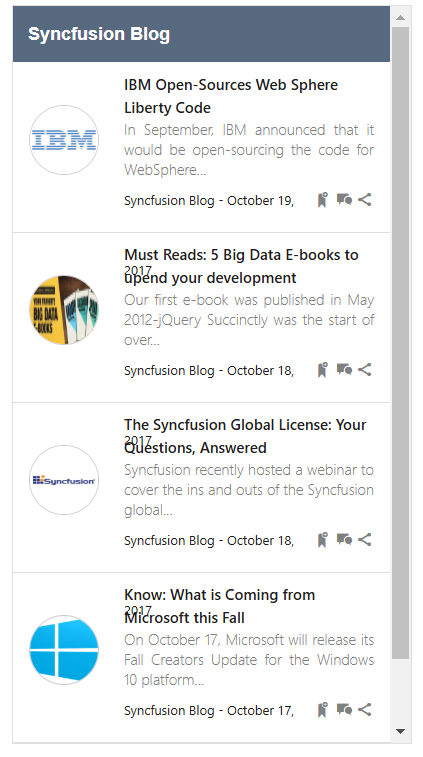 Syncfusion Blog
IBM Open-Sources Web Sphere
Liberty Code
IBM
In September, IBM announced that it
would be open-sourcing the code for
WebSphere...
Syncfusion Blog - October 19,
2017
Must Reads: 5 Big Data E-books to
upend your development
BIG DATA
E-BOOKS
Our first e-book was published in May
2012-jQuery Succinctly was the start of
over...
Syncfusion Blog - October 18,
2017
The Syncfusion Global License: Your
Questions, Answered
Syncfusion
Syncfusion recently hosted a webinar to
cover the ins and outs of the Syncfusion
global...
Syncfusion Blog - October 18,
2017
Know: What is Coming from
Microsoft this Fall
On October 17, Microsoft will release its
Fall Creators Update for the Windows
10 platform...
Syncfusion Blog - October 17,